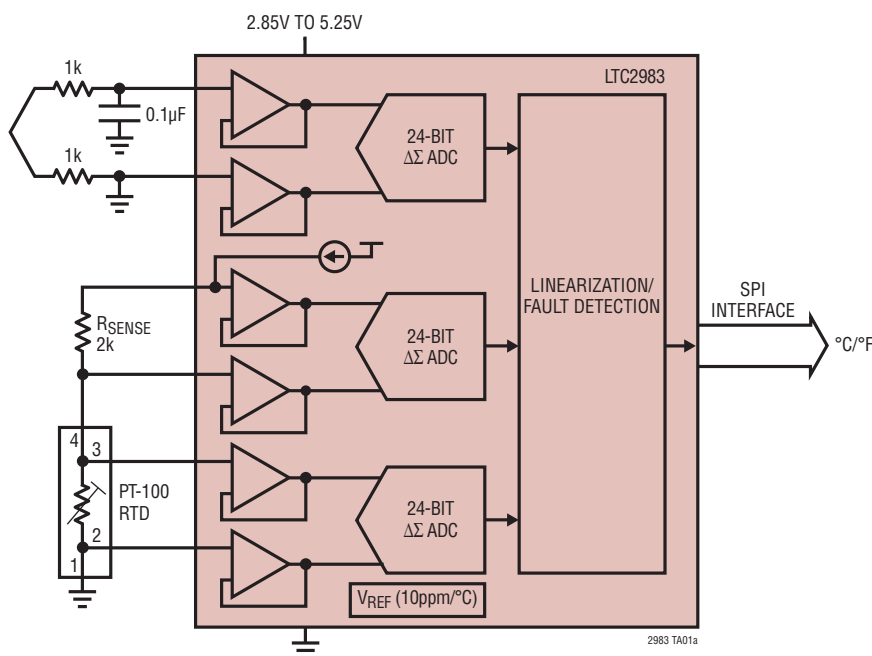 2.85V TO 5.25V
LTC2983
1k
0.1µF
1k
24-BIT
ΔΣ ADC
LINEARIZATION/
FAULT DETECTION
SPI
INTERFACE
°C/°F
RSENSE
2k
24-BIT
ΔΣ ADC
4
3
PT-100
RTD
2
1
24-BIT
ΔΣ ADC
VREF (10ppm/°C)
2983 TA01a